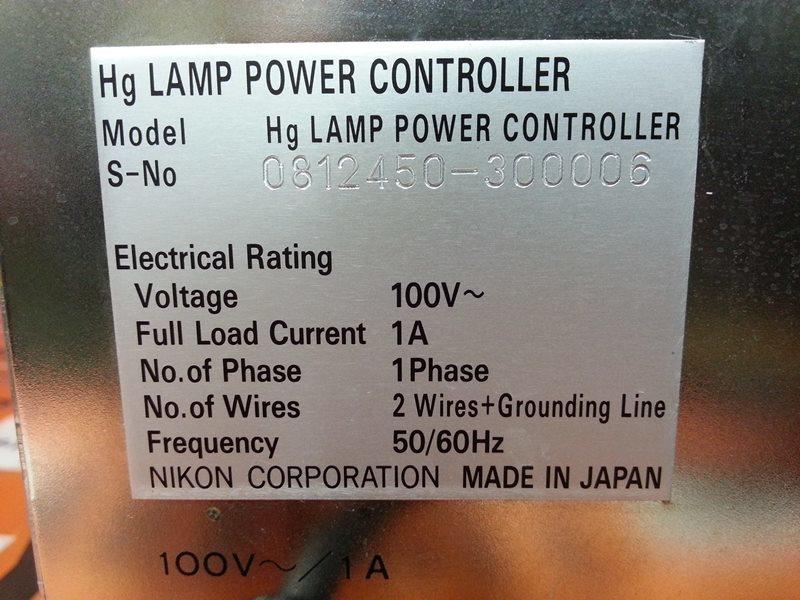 Hg LAMP POWER CONTROLLER
Model Hg LAMP POWER CONTROLLER
S-No 0812450-300006
Electrical Rating
Voltage 100V~
Full Load Current 1A
No.of Phase 1Phase
No.of Wires 2 Wires+Grounding Line
Frequency 50/60Hz
NIKON CORPORATION MADE IN JAPAN
100V~/1A